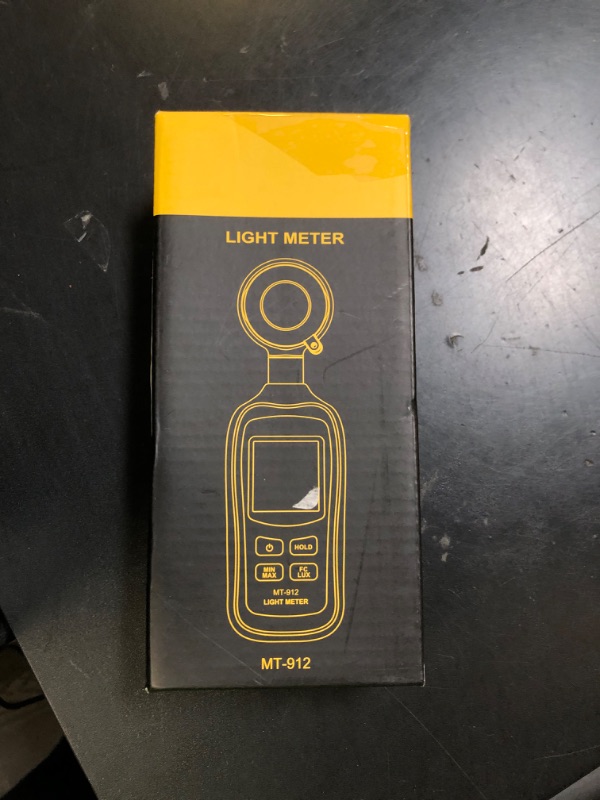 LIGHT METER
HOLD
MIN
MAX
FC
LUX
MT-912
LIGHT METER
MT-912